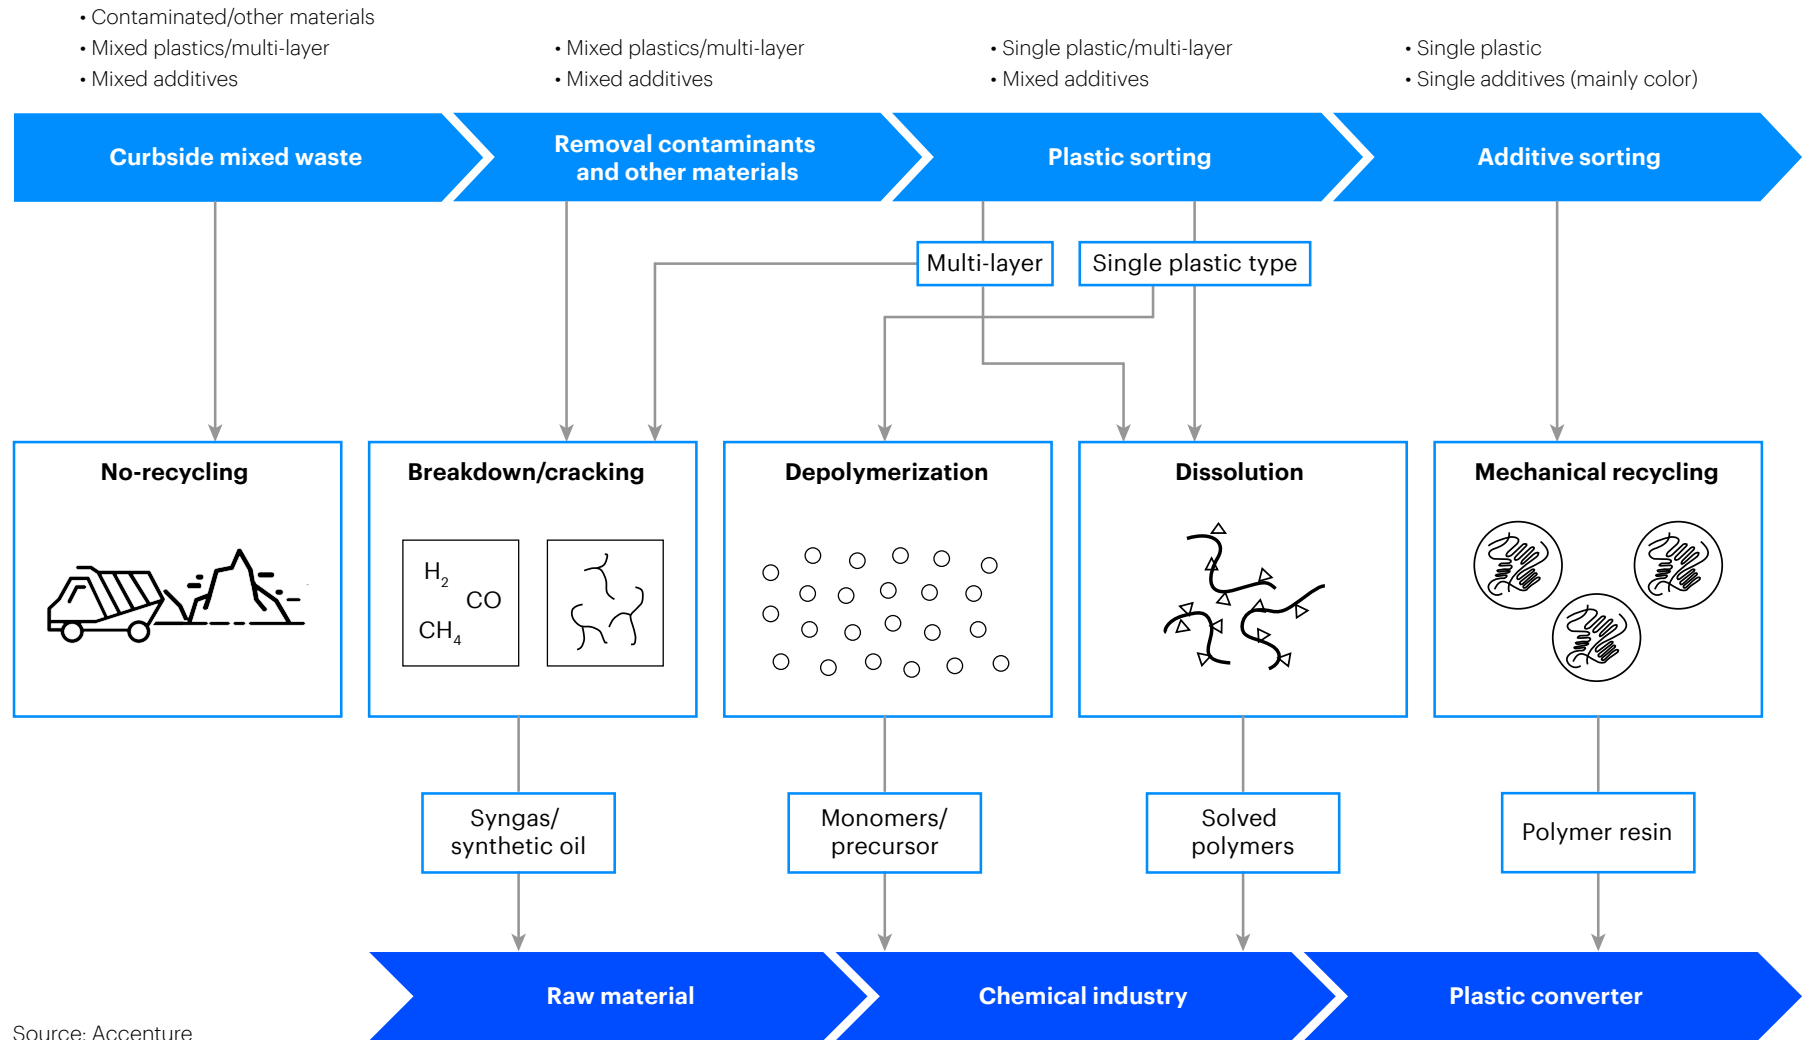 • Contaminated/other materials
• Mixed plastics/multi-layer
• Mixed additives
• Mixed plastics/multi-layer
• Mixed additives
• Single plastic/multi-layer
• Mixed additives
• Single plastic
• Single additives (mainly color)
Curbside mixed waste
Removal contaminants
and other materials
Plastic sorting
Additive sorting
Multi-layer
Single plastic type
No-recycling
Breakdown/cracking
Depolymerization
Dissolution
Mechanical recycling
H₂
CO
CH₄
Syngas/
synthetic oil
Monomers/
precursor
Solved
polymers
Polymer resin
Raw material
Chemical industry
Plastic converter
Source: Accenture